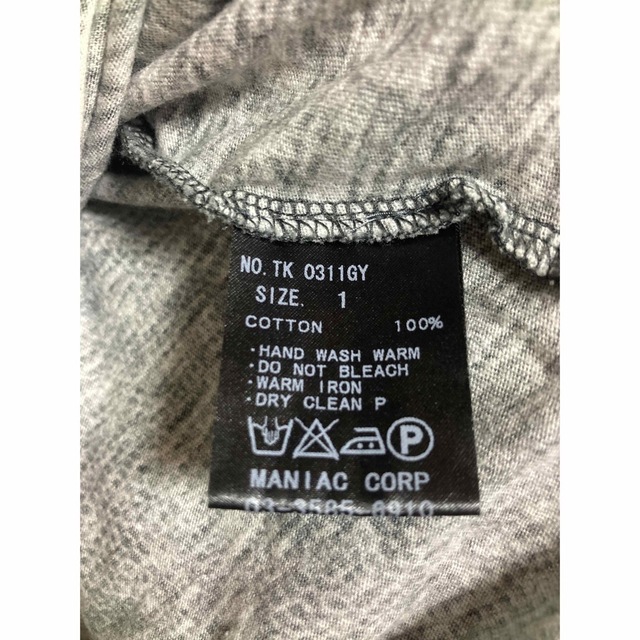 NO. TK 0311GY
SIZE. 1
COTTON 100%
・HAND WASH WARM
・DO NOT BLEACH
・WARM IRON
・DRY CLEAN P
P
MANIAC CORP